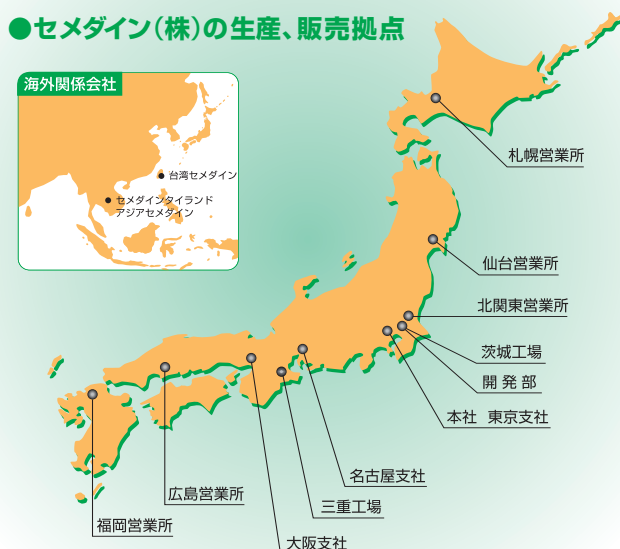 ●セメダイン(株)の生産、販売拠点
海外関係会社
台湾セメダイン
セメダインタイランド
アジアセメダイン
札幌営業所
仙台営業所
北関東営業所
茨城工場
開発部
本社 東京支社
名古屋支社
三重工場
大阪支社
広島営業所
福岡営業所